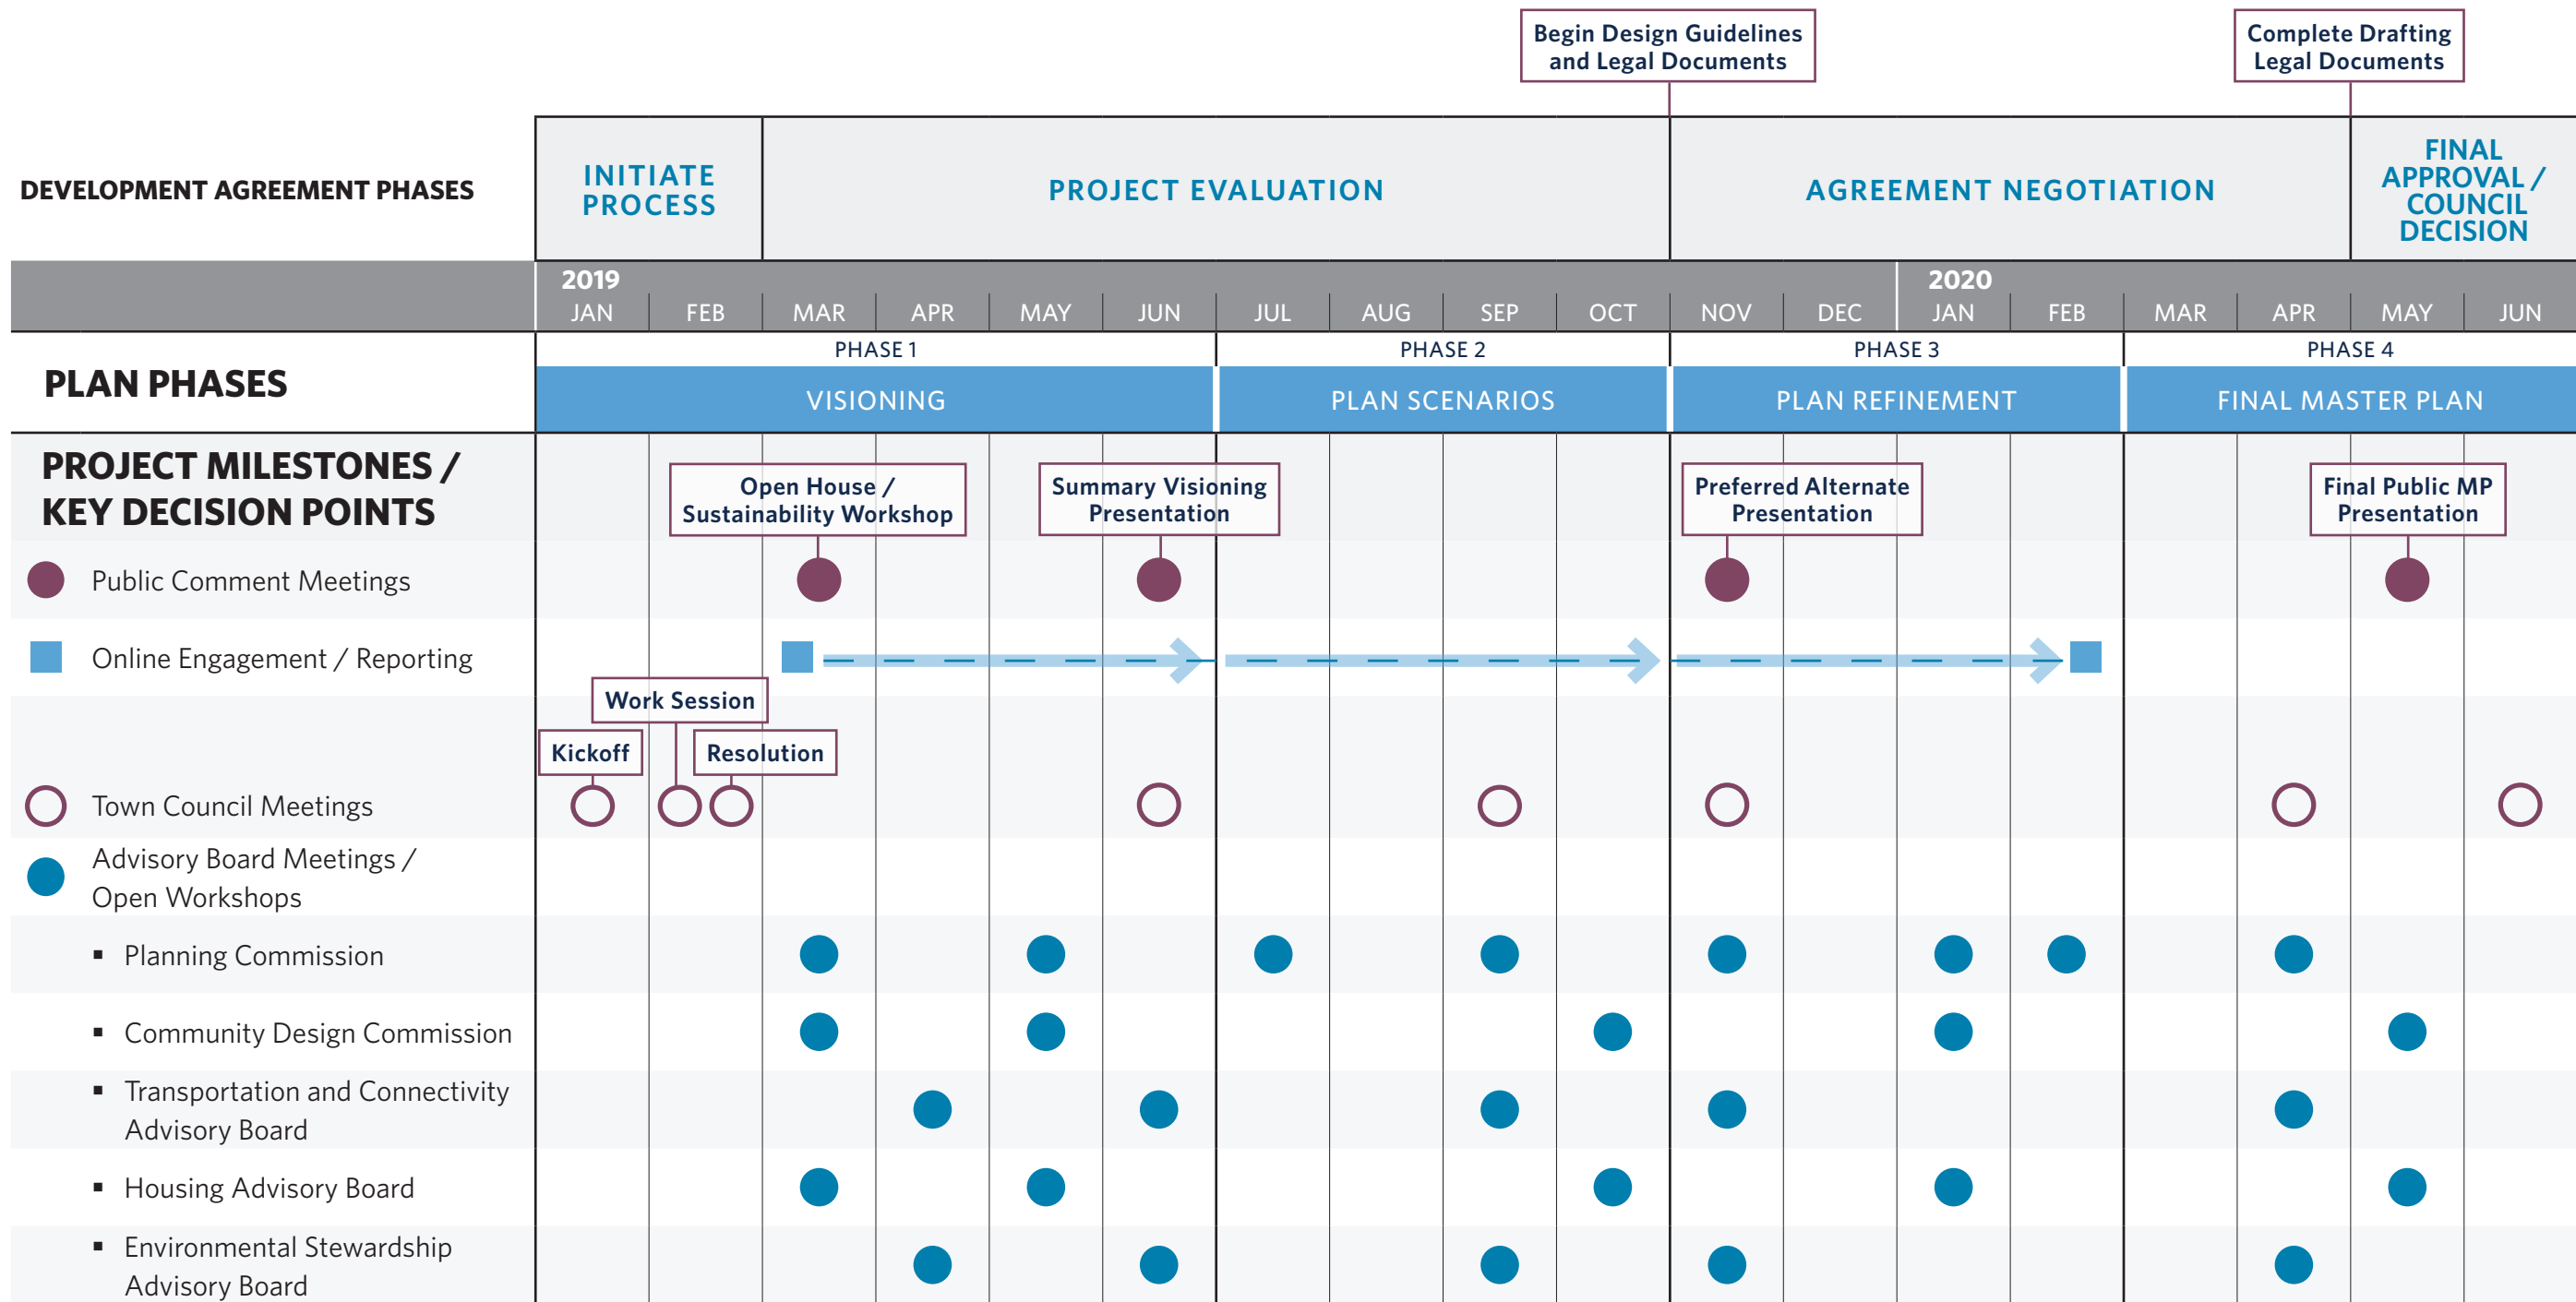 Begin Design Guidelines
and Legal Documents
Complete Drafting
Legal Documents
DEVELOPMENT AGREEMENT PHASES
INITIATE
PROCESS
PROJECT EVALUATION
AGREEMENT NEGOTIATION
FINAL
APPROVAL /
COUNCIL
DECISION
2019
2020
JAN FEB MAR APR MAY JUN JUL AUG SEP OCT NOV DEC JAN FEB MAR APR MAY JUN
PLAN PHASES
PHASE 1
PHASE 2
PHASE 3
PHASE 4
VISIONING
PLAN SCENARIOS
PLAN REFINEMENT
FINAL MASTER PLAN
PROJECT MILESTONES /
KEY DECISION POINTS
Open House /
Sustainability Workshop
Summary Visioning
Presentation
Preferred Alternate
Presentation
Final Public MP
Presentation
Public Comment Meetings
Online Engagement / Reporting
Work Session
Kickoff
Resolution
Town Council Meetings
Advisory Board Meetings /
Open Workshops
Planning Commission
Community Design Commission
Transportation and Connectivity
Advisory Board
Housing Advisory Board
Environmental Stewardship
Advisory Board